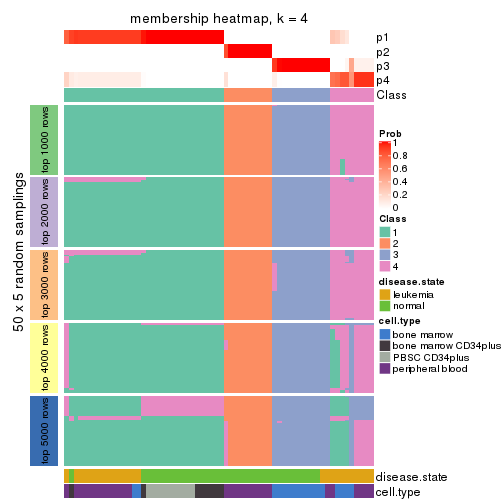 membership heatmap, k = 4
p1
p2
p3
p4
Class
50 x 5 random samplings
top 1000 rows
top 2000 rows
top 3000 rows
top 4000 rows
top 5000 rows
Prob
1
0.8
0.6
0.4
0.2
0
Class
1
2
3
4
disease.state
leukemia
normal
cell.type
bone marrow
bone marrow CD34plus
PBSC CD34plus
peripheral blood
disease.state
cell.type